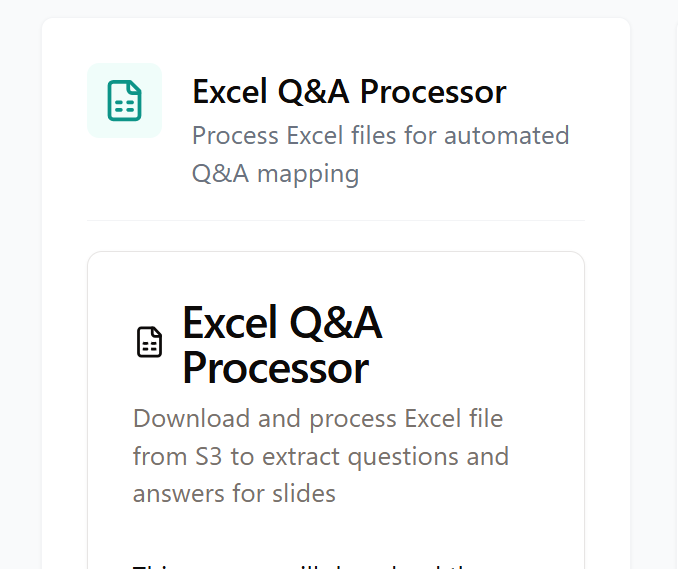 Excel Q&A Processor
Process Excel files for automated
Q&A mapping
Excel Q&A
Processor
Download and process Excel file
from S3 to extract questions and
answers for slides